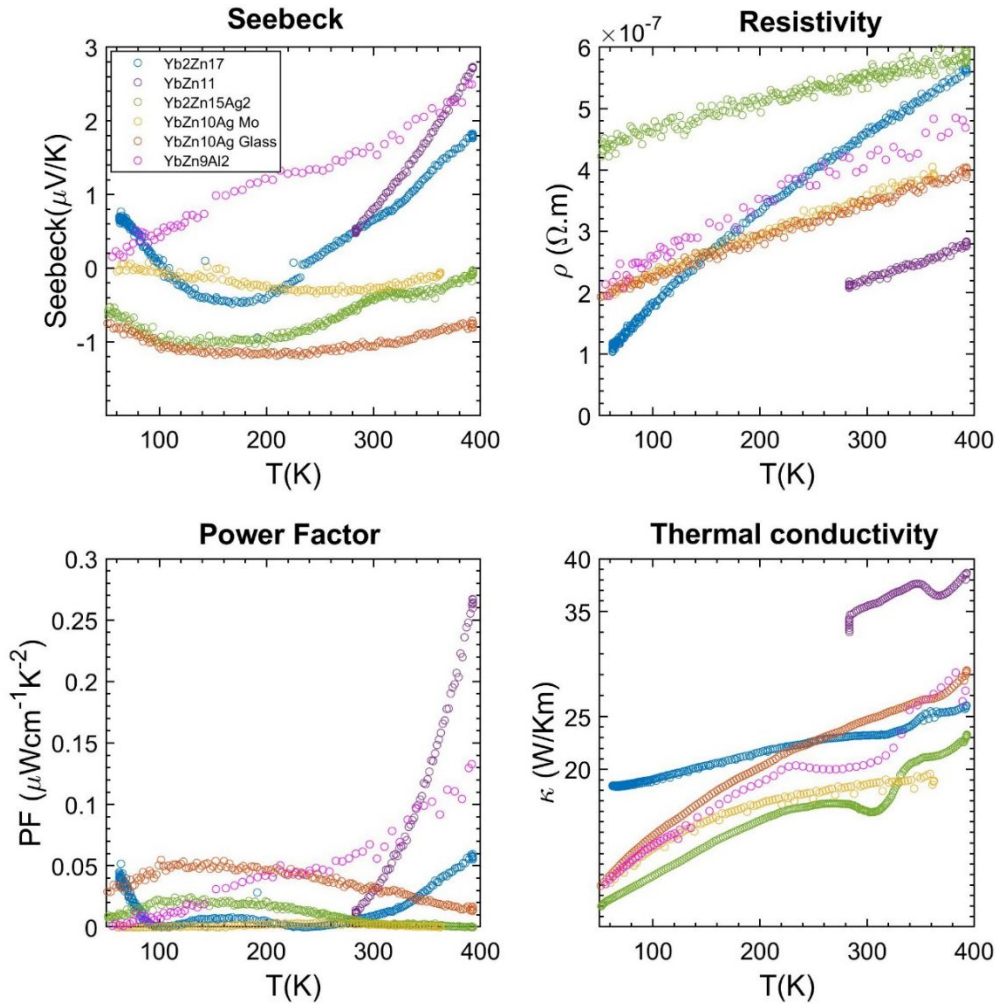 Seebeck
Seebeck(μV/K)
3
2
1
0
-1
Yb2Zn17
YbZn11
Yb2Zn15Ag2
YbZn10Ag Mo
YbZn10Ag Glass
YbZn9Al2
100 200 300 400
T(K)
Resistivity
×10⁻⁷
ρ (Ω.m)
6
5
4
3
2
1
0
100 200 300 400
T(K)
Power Factor
PF (μWcm⁻¹K⁻²)
0.3
0.25
0.2
0.15
0.1
0.05
0
100 200 300 400
T(K)
Thermal conductivity
κ (W/Km)
40
35
25
20
100 200 300 400
T(K)